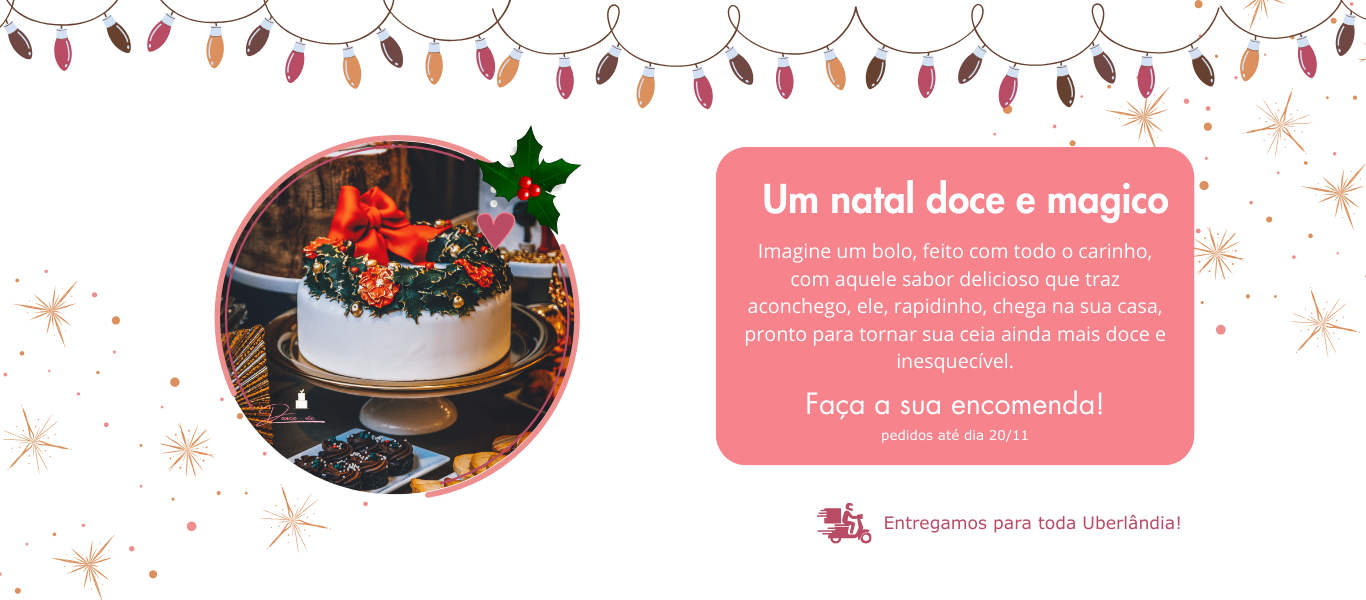 Um natal doce e magico
Imagine um bolo, feito com todo o carinho,
com aquele sabor delicioso que traz
aconchego, ele, rapidinho, chega na sua casa,
pronto para tornar sua ceia ainda mais doce e
inesquecível.
Faça a sua encomenda!
pedidos até dia 20/11
Entregamos para toda Uberlândia!